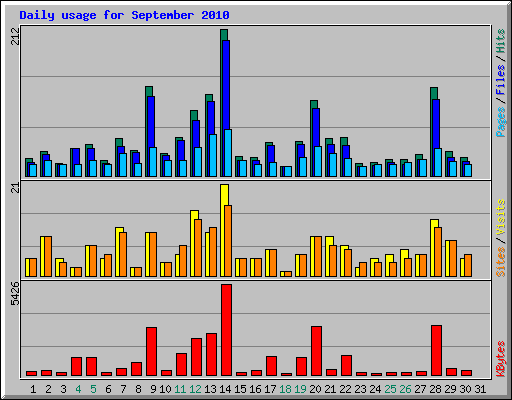 Daily usage for September 2010
212
Pages / Files / Hits
21
Sites / Visits
5426
KBytes
1 2 3 4 5 6 7 8 9 10 11 12 13 14 15 16 17 18 19 20 21 22 23 24 25 26 27 28 29 30 31